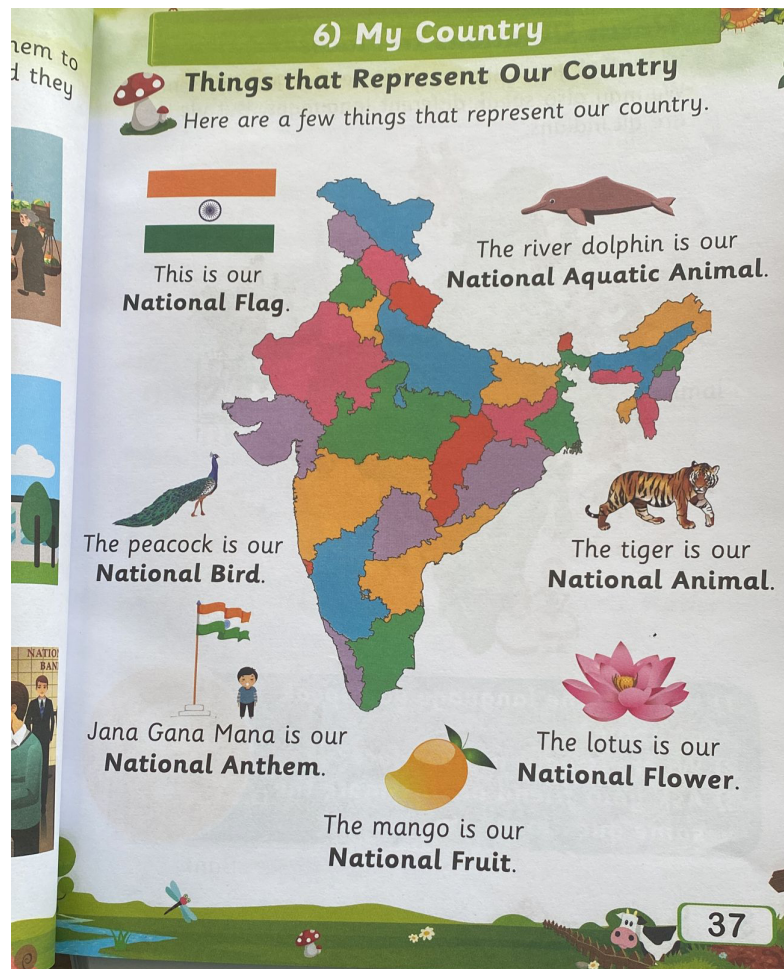 6) My Country
hem to
d they
Things that Represent Our Country
Here are a few things that represent our country.
This is our
National Flag.
The river dolphin is our
National Aquatic Animal.
The peacock is our
National Bird.
The tiger is our
National Animal.
NATIO
BAN
Jana Gana Mana is our
National Anthem.
The lotus is our
National Flower.
The mango is our
National Fruit.
37